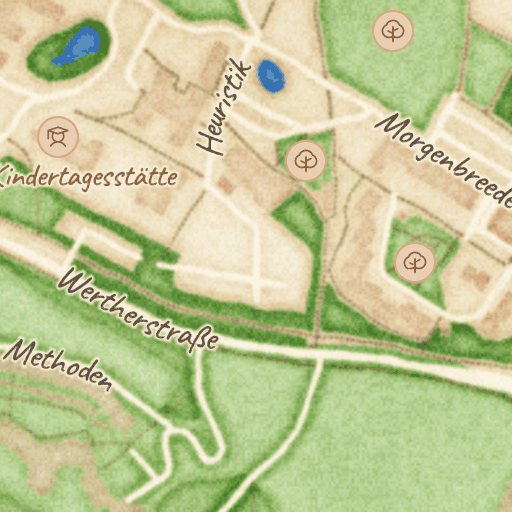 Heuristik
Morgenbreede
Kindertagesstätte
Wertherstraße
Methoden